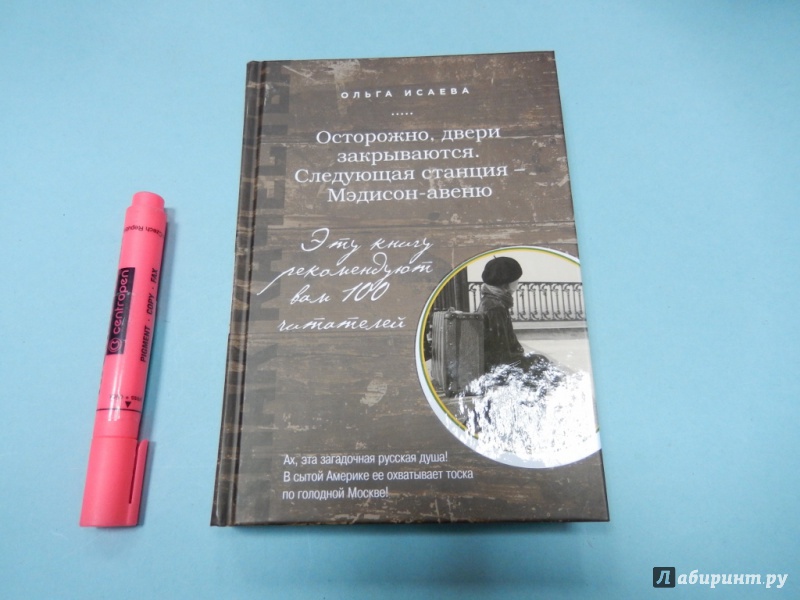 ОЛЬГА ИСАЕВА
Осторожно, двери
закрываются.
Следующая станция –
Мэдисон-авеню
Эту книгу
рекомендуют
вам 100
читателей
Ах, эта загадочная русская душа!
В сытой Америке ее охватывает тоска
по голодной Москве!
centropen
PIGMENT · COPY · FAX
Лабиринт.ру